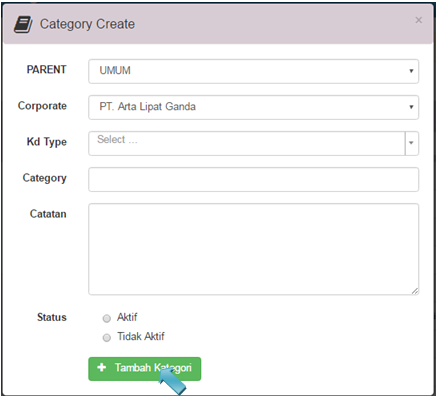 Category Create ×
PARENT UMUM
Corporate PT. Arta Lipat Ganda
Kd Type Select ...
Category
Catatan
Status Aktif
Tidak Aktif
+ Tambah Kategori